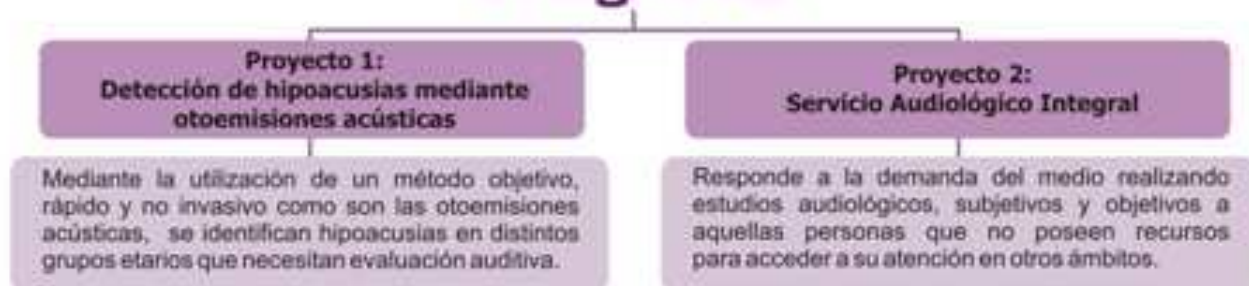 Proyecto 1:
Detección de hipoacusias mediante
otoemisiones acústicas
Mediante la utilización de un método objetivo,
rápido y no invasivo como son las otoemisiones
acústicas, se identifican hipoacusias en distintos
grupos etarios que necesitan evaluación auditiva.
Proyecto 2:
Servicio Audiológico Integral
Responde a la demanda del medio realizando
estudios audiológicos, subjetivos y objetivos a
aquellas personas que no poseen recursos
para acceder a su atención en otros ámbitos.